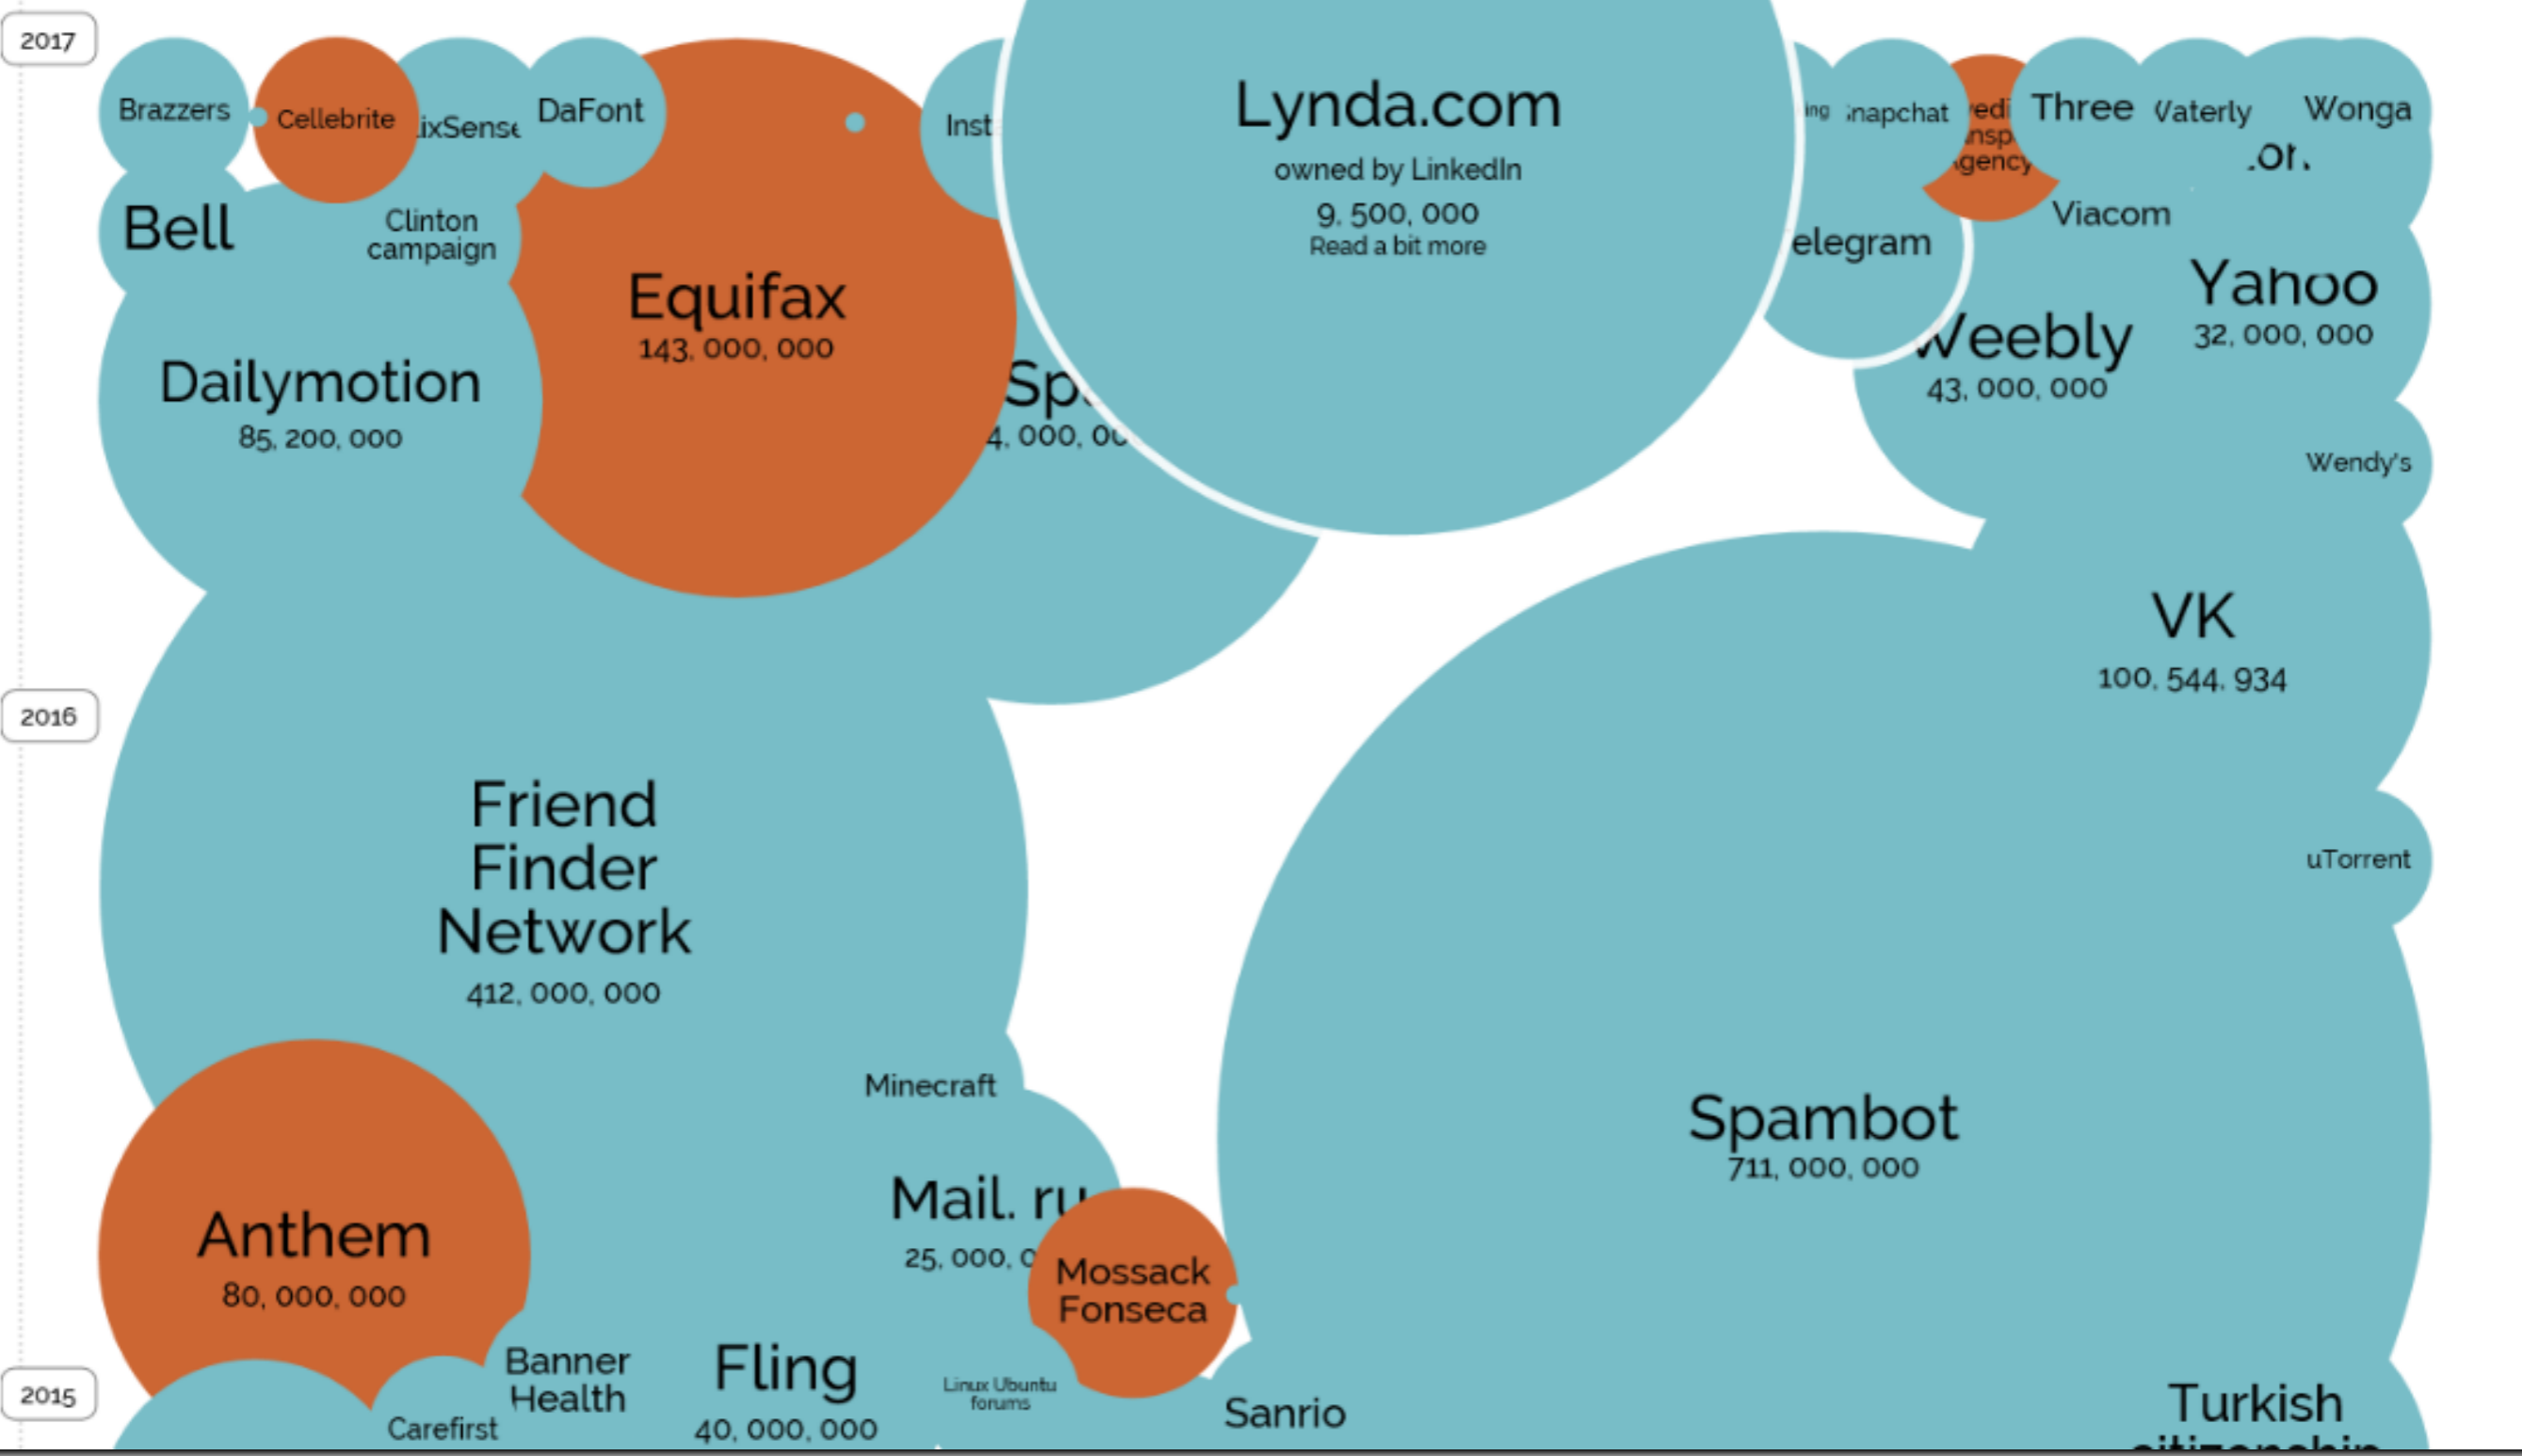 2017
Brazzers
Cellebrite
DaFont
Three
Wonga
Lynda.com
owned by LinkedIn
9, 500, 000
Read a bit more
Bell
Clinton
campaign
Viacom
Equifax
143, 000, 000
Yahoo
32, 000, 000
Dailymotion
85, 200, 000
43, 000, 000
Wendy's
VK
100, 544, 934
2016
Friend
Finder
Network
412, 000, 000
uTorrent
Minecraft
Spambot
711, 000, 000
Mail. ru
Anthem
80, 000, 000
Mossack
Fonseca
Banner
Health
Fling
40, 000, 000
Linux Ubuntu
forums
2015
Carefirst
Sanrio
Turkish
citizenship